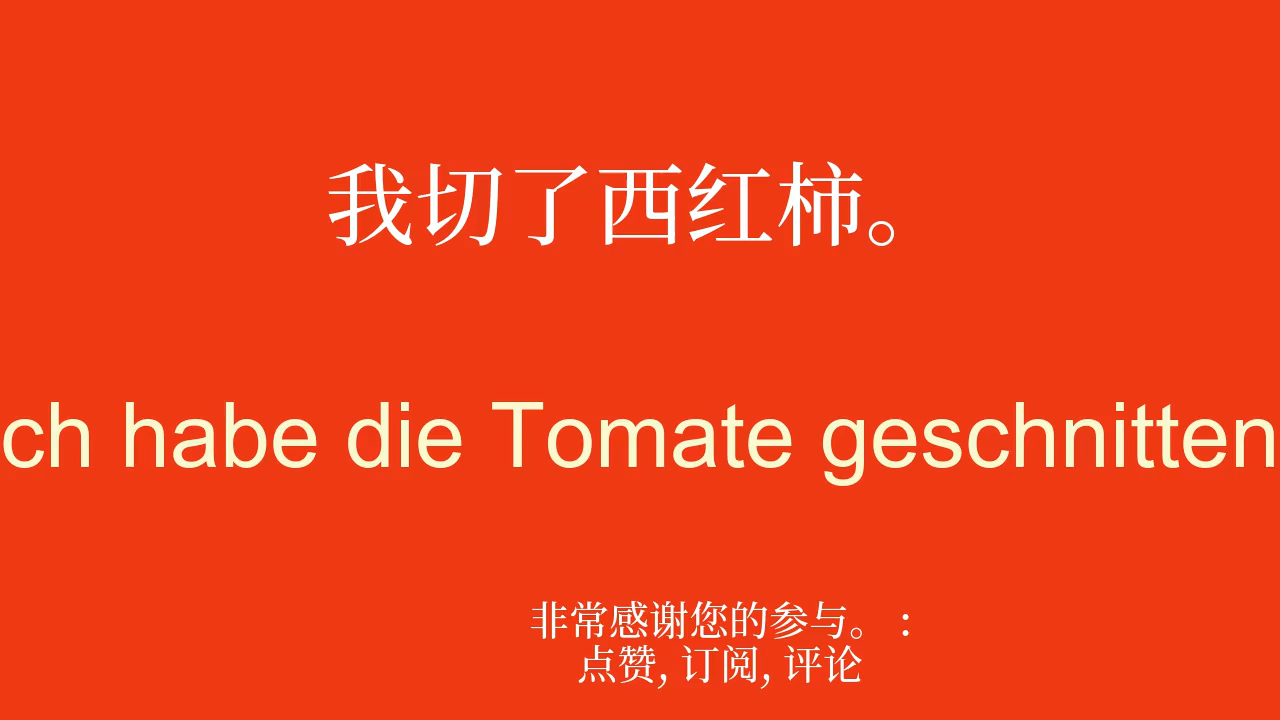 我切了西红柿。
ch habe die Tomate geschnitten
非常感谢您的参与。 :
点赞, 订阅, 评论